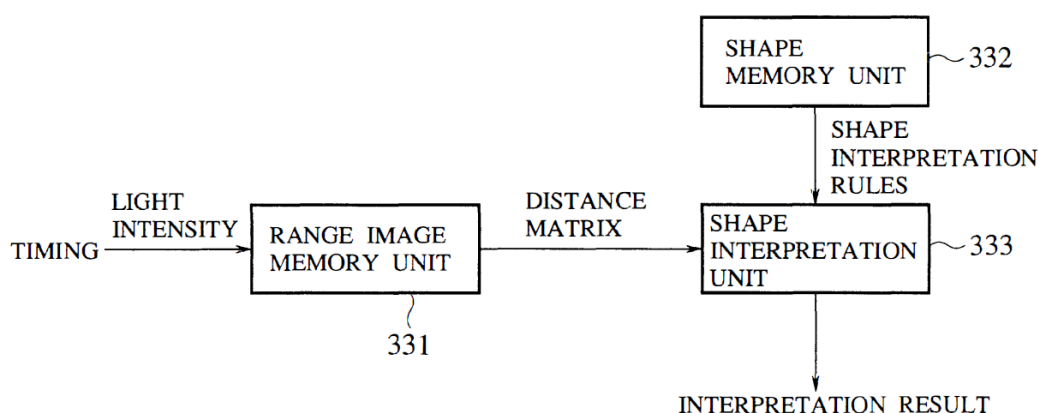 SHAPE
MEMORY UNIT
332
SHAPE
INTERPRETATION
RULES
LIGHT
INTENSITY
DISTANCE
MATRIX
TIMING
RANGE IMAGE
MEMORY UNIT
SHAPE
INTERPRETATION
UNIT
333
331
INTERPRETATION RESULT